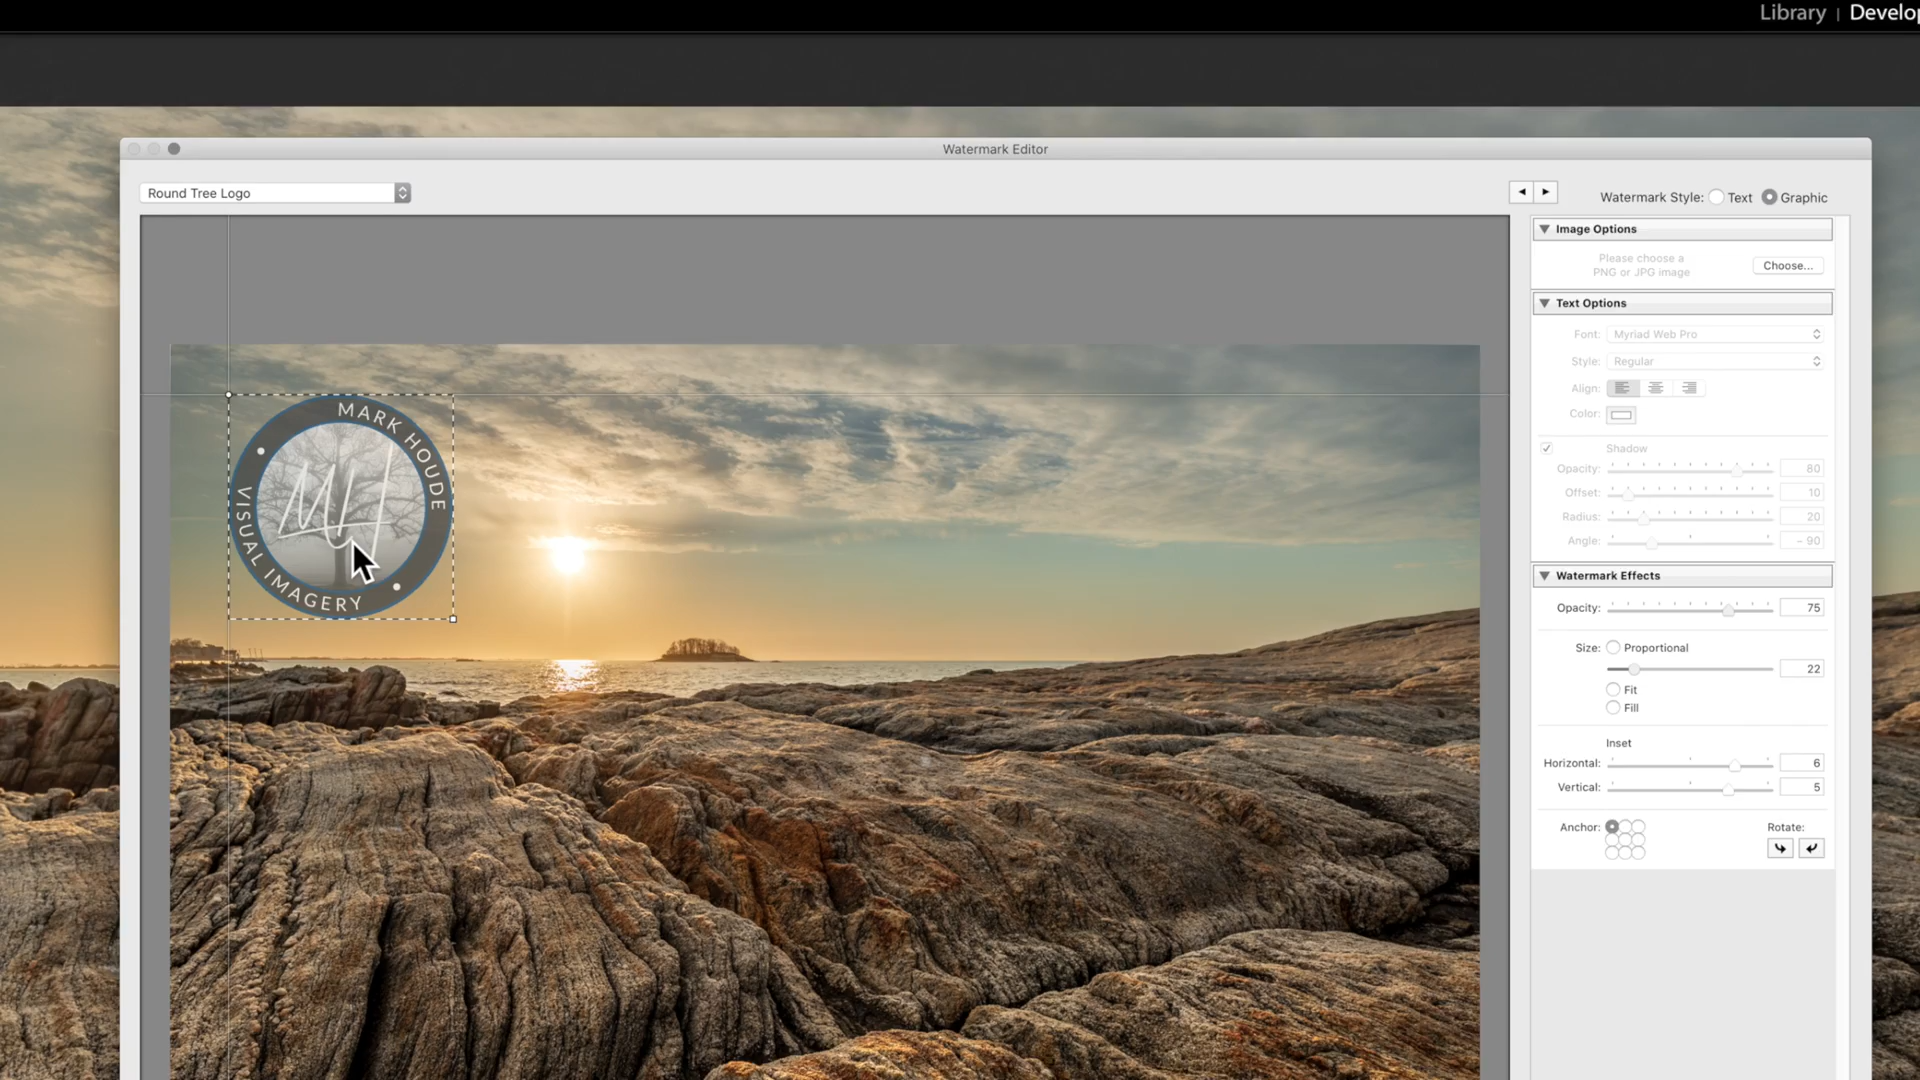 Library | Develop
Watermark Editor
Round Tree Logo
Watermark Style: Text Graphic
Image Options
Please choose a
PNG or JPG image
Choose...
Text Options
Font: Myriad Web Pro
Style: Regular
Align:
Color:
Shadow
Opacity: 80
Offset: 10
Radius: 20
Angle: - 90
Watermark Effects
Opacity: 75
Size: Proportional
22
Fit
Fill
Inset
Horizontal: 6
Vertical: 5
Anchor: Rotate:
MARK HOUDE
VISUAL IMAGERY
MH